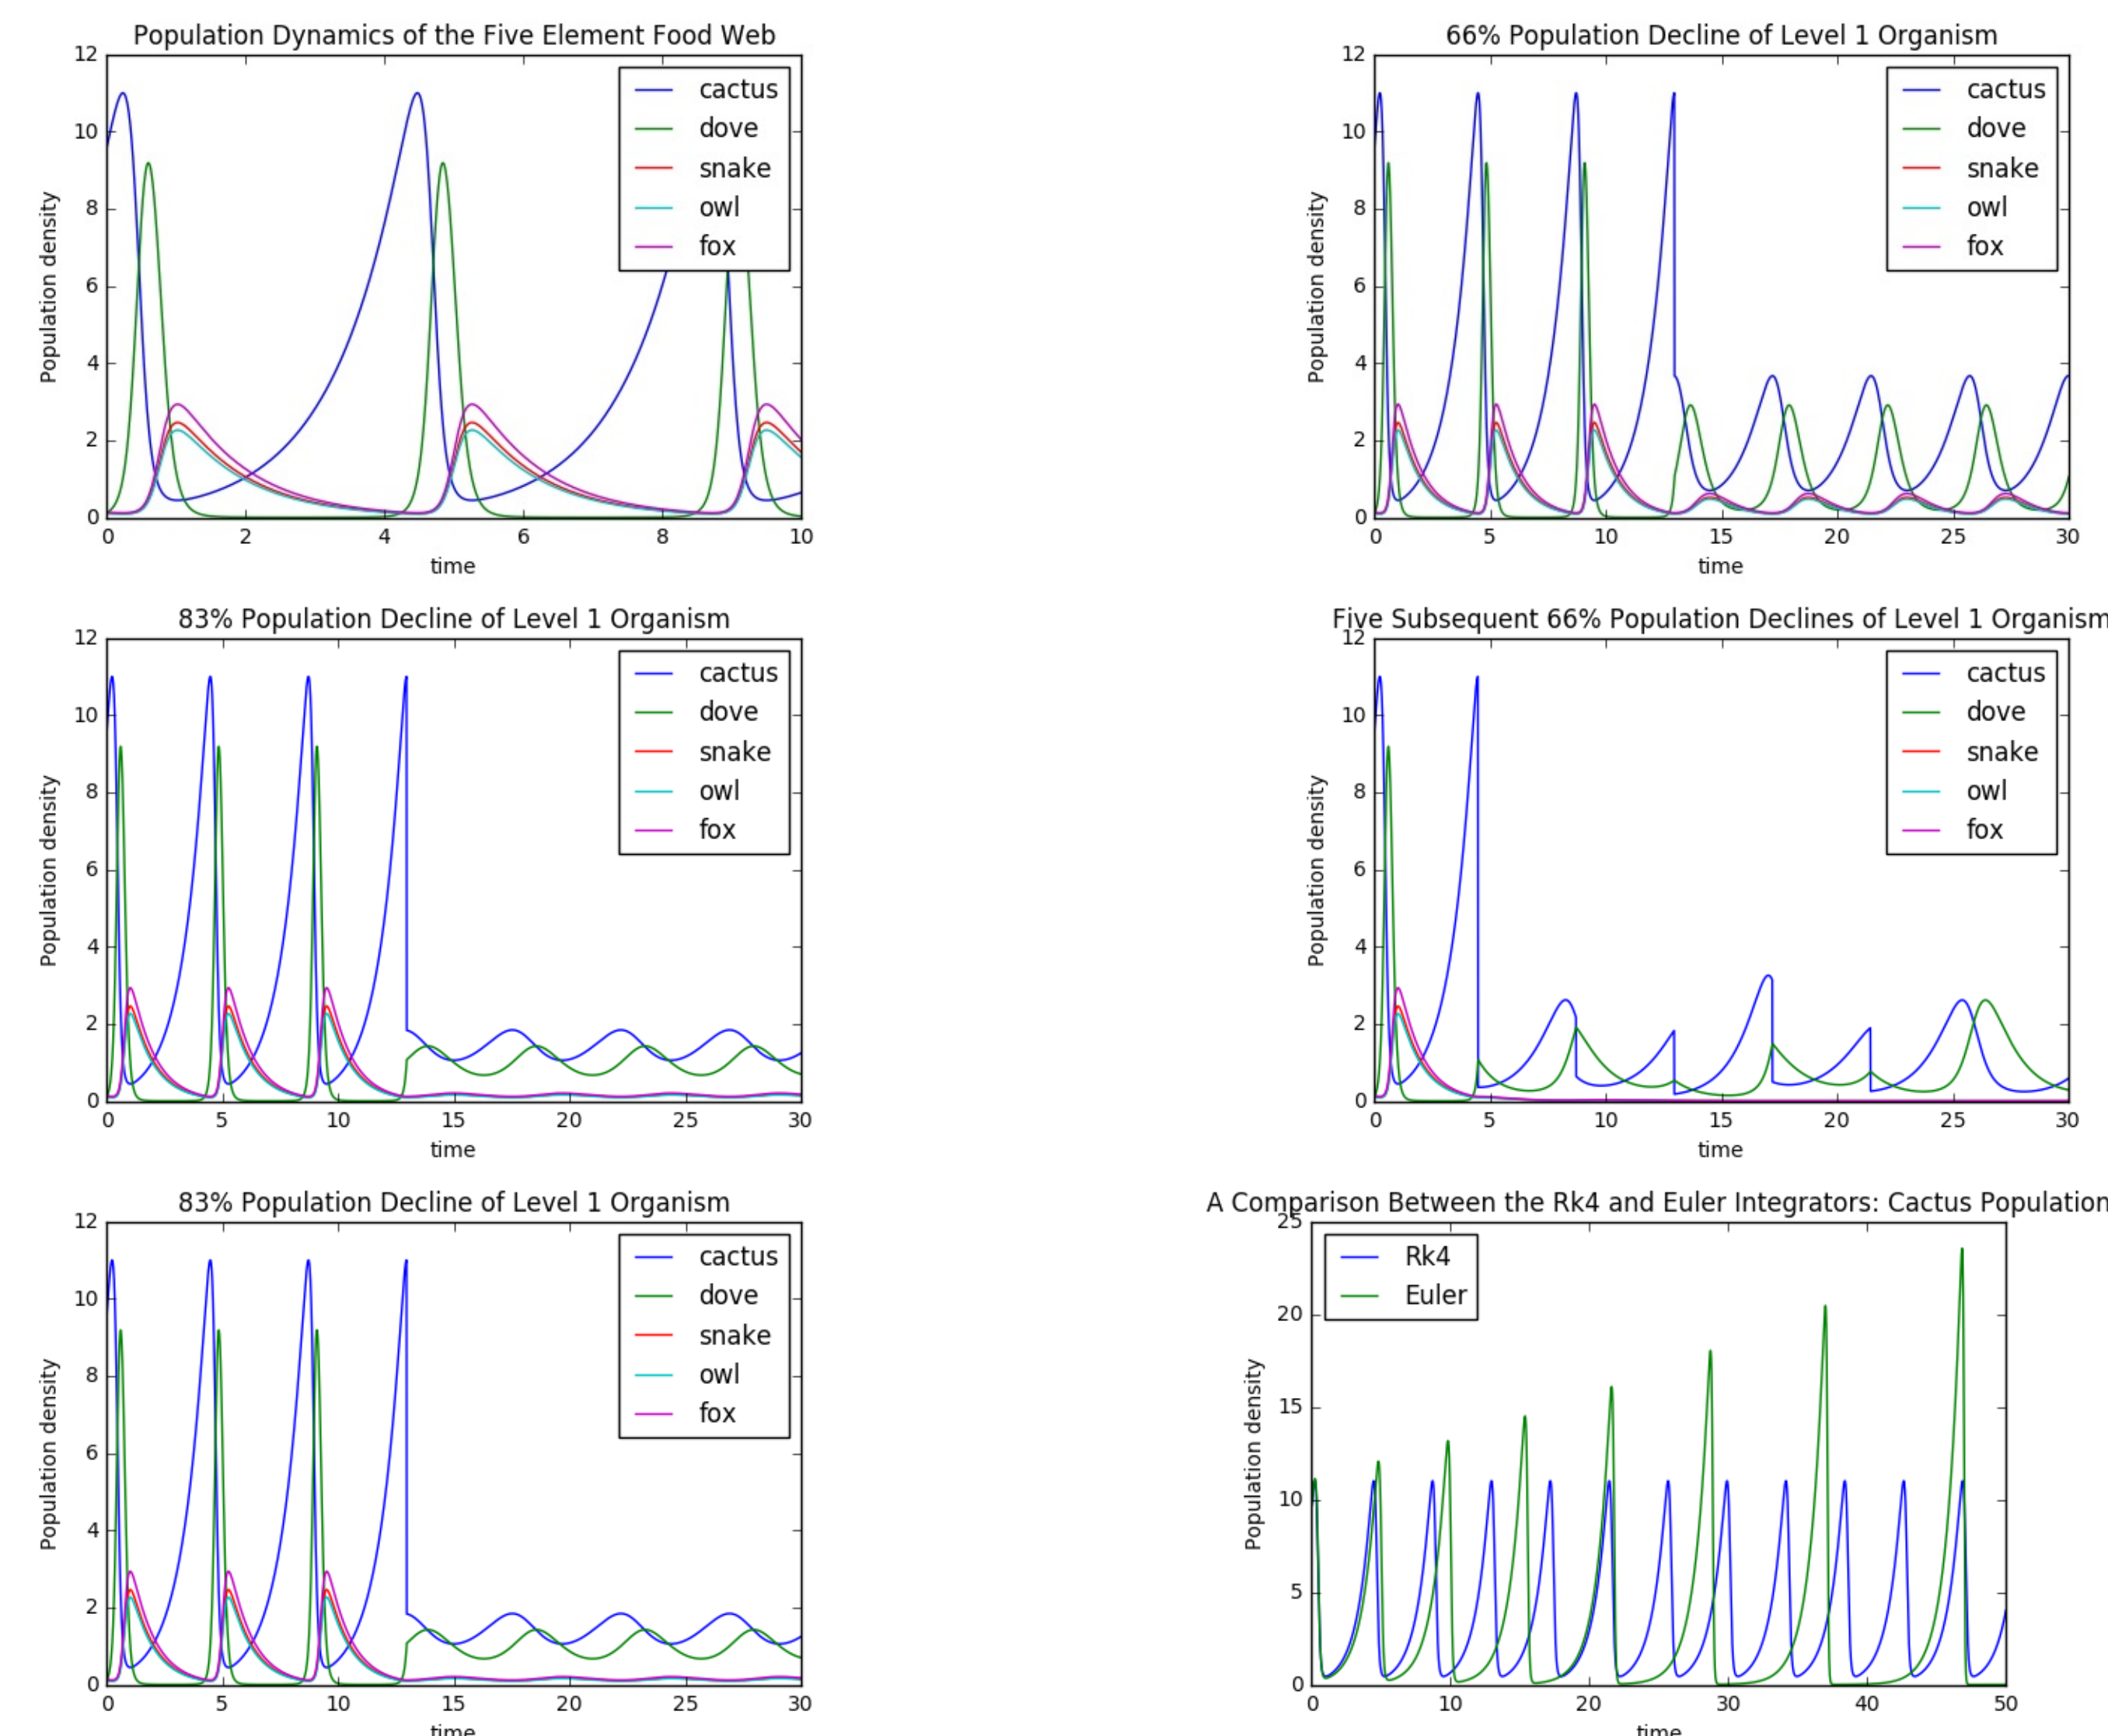 Population Dynamics of the Five Element Food Web
12
10
8
6
4
2
0
Population density
cactus
dove
snake
owl
fox
0 2 4 6 8 10
time
66% Population Decline of Level 1 Organism
12
10
8
6
4
2
0
Population density
cactus
dove
snake
owl
fox
0 5 10 15 20 25 30
time
83% Population Decline of Level 1 Organism
12
10
8
6
4
2
0
Population density
cactus
dove
snake
owl
fox
0 5 10 15 20 25 30
time
Five Subsequent 66% Population Declines of Level 1 Organism
12
10
8
6
4
2
0
Population density
cactus
dove
snake
owl
fox
0 5 10 15 20 25 30
time
83% Population Decline of Level 1 Organism
12
10
8
6
4
2
0
Population density
cactus
dove
snake
owl
fox
0 5 10 15 20 25 30
time
A Comparison Between the Rk4 and Euler Integrators: Cactus Population
25
20
15
10
5
0
Population density
Rk4
Euler
0 10 20 30 40 50
time